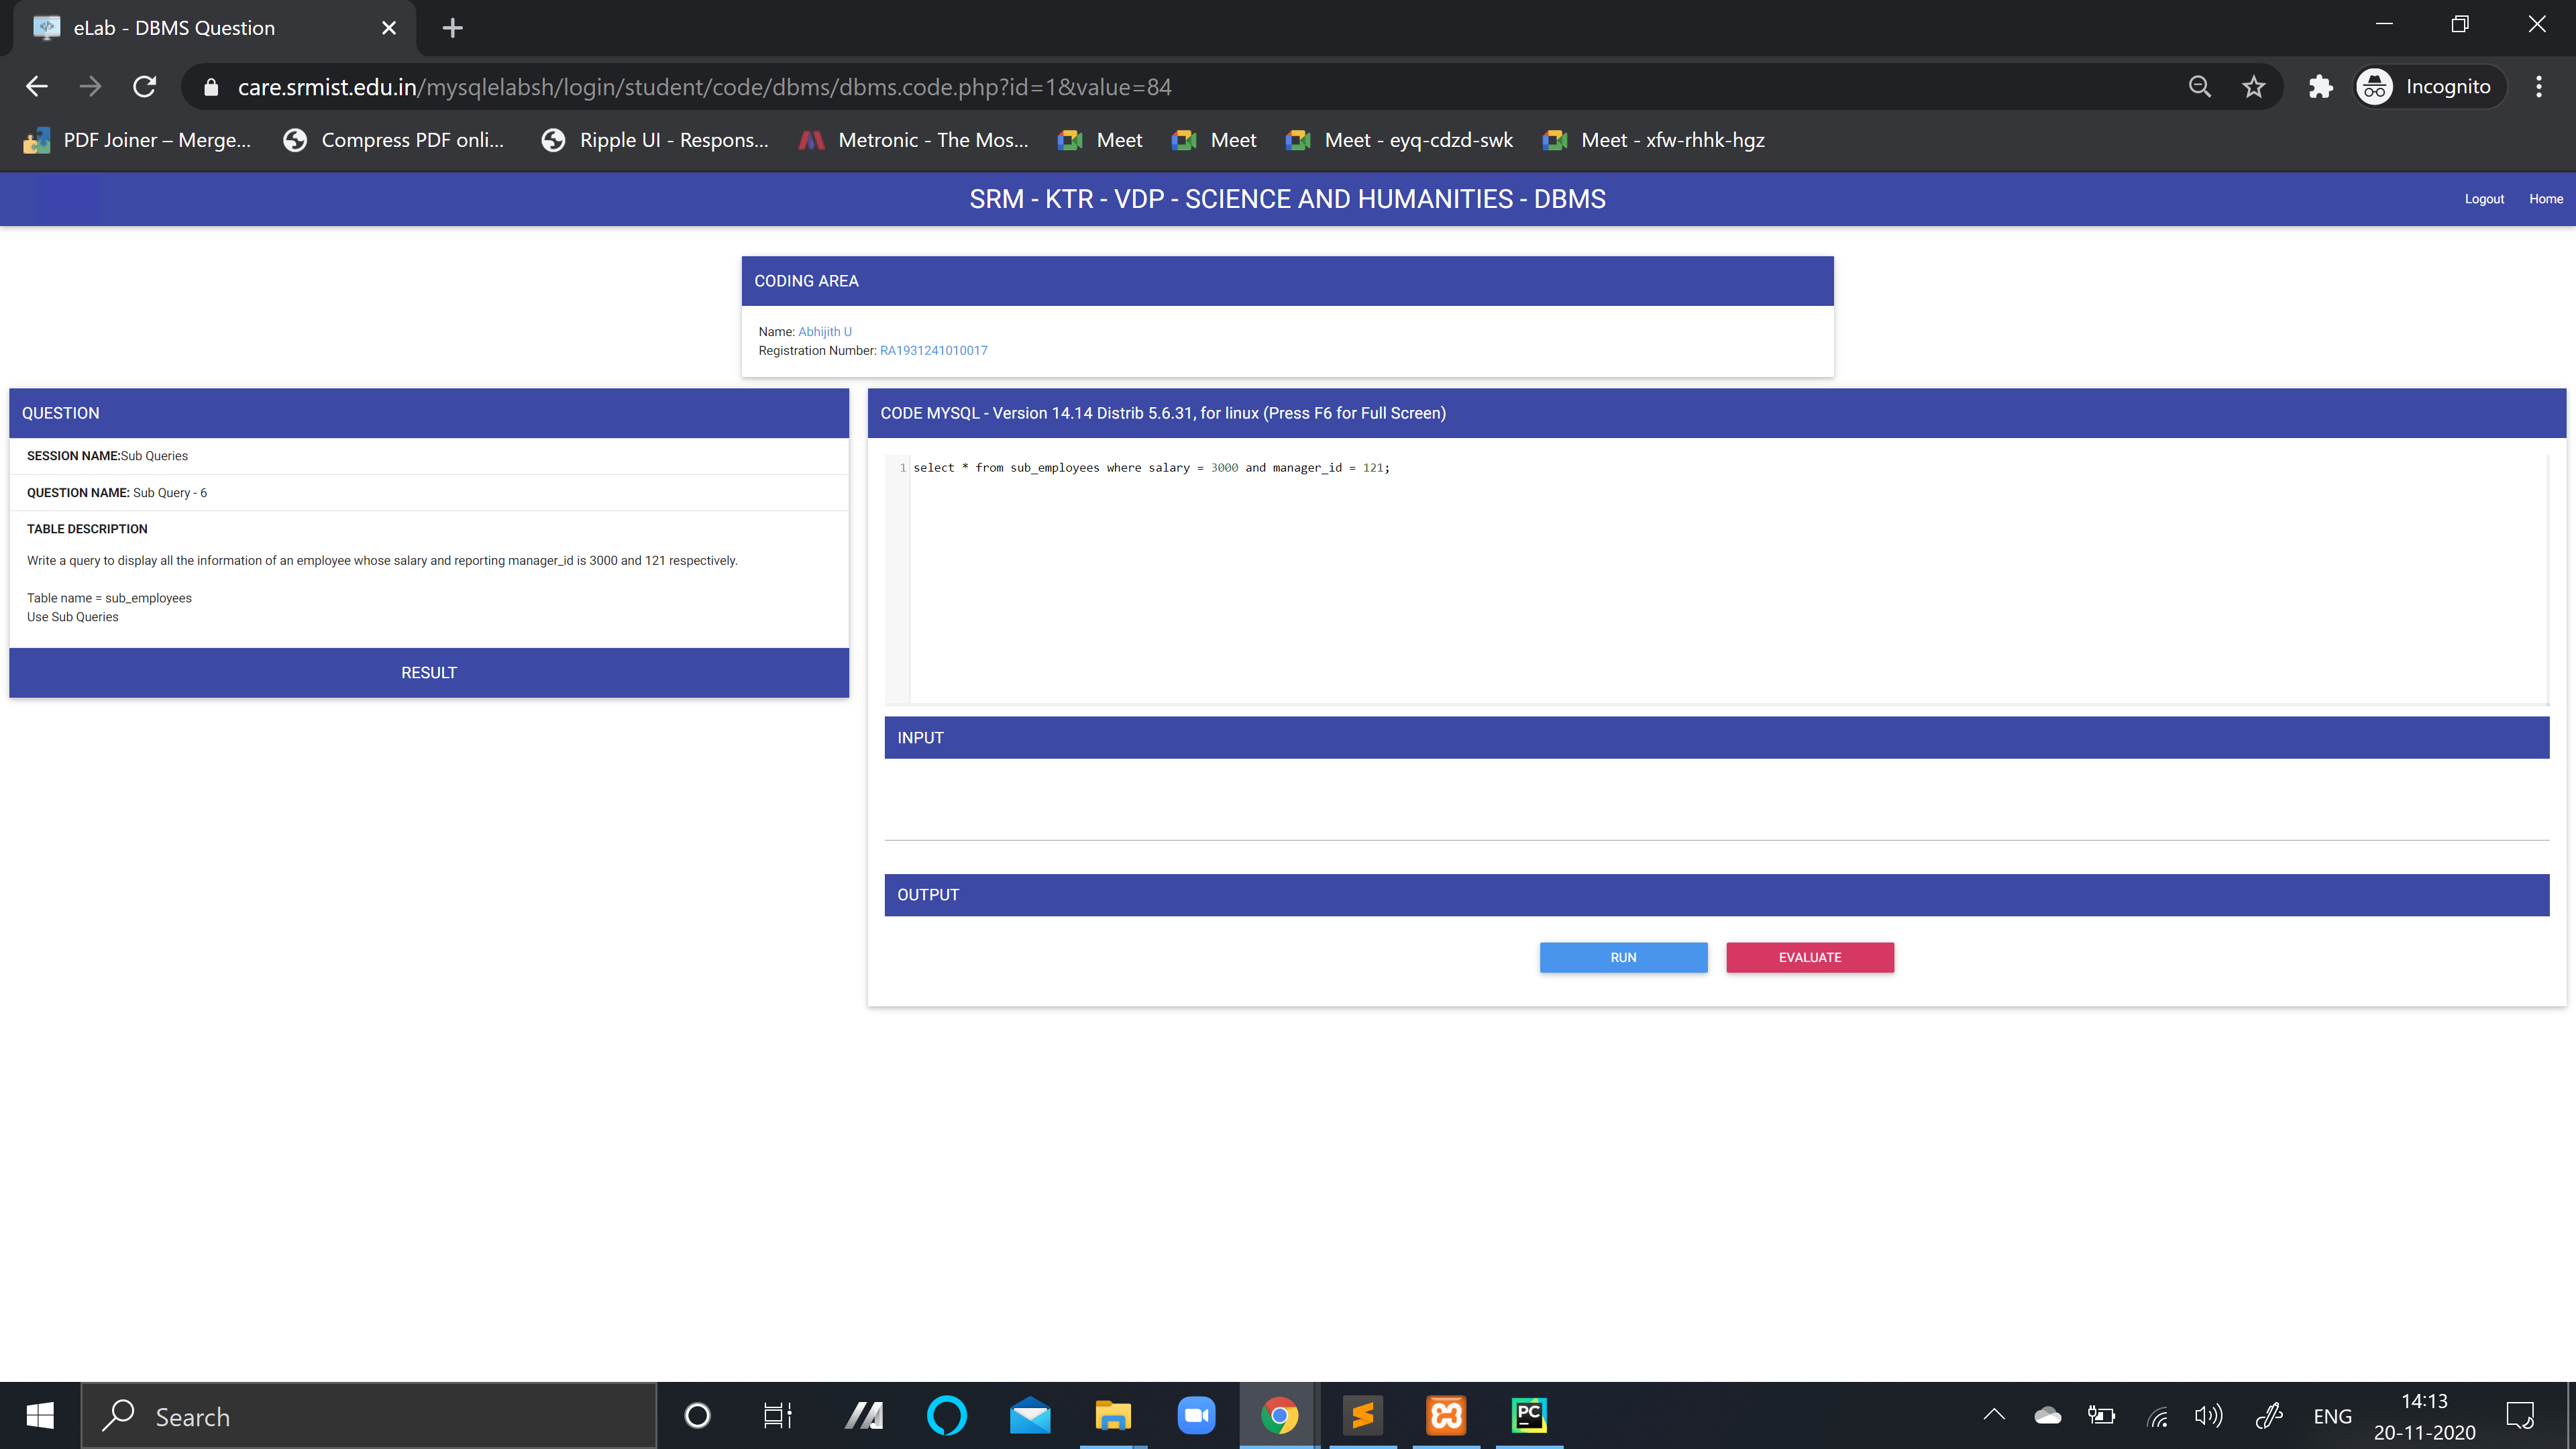 eLab - DBMS Question
care.srmist.edu.in/mysqlelabsh/login/student/code/dbms/dbms.code.php?id=1&value=84
Incognito
PDF Joiner – Merge...
Compress PDF onli...
Ripple UI - Respons...
Metronic - The Mos...
Meet
Meet
Meet - eyq-cdzd-swk
Meet - xfw-rhhk-hgz
SRM - KTR - VDP - SCIENCE AND HUMANITIES - DBMS
Logout
Home
CODING AREA
Name: Abhijith U
Registration Number: RA1931241010017
QUESTION
SESSION NAME:Sub Queries
QUESTION NAME: Sub Query - 6
TABLE DESCRIPTION
Write a query to display all the information of an employee whose salary and reporting manager_id is 3000 and 121 respectively.
Table name = sub_employees
Use Sub Queries
RESULT
CODE MYSQL - Version 14.14 Distrib 5.6.31, for linux (Press F6 for Full Screen)
1 select * from sub_employees where salary = 3000 and manager_id = 121;
INPUT
OUTPUT
RUN
EVALUATE
Search
PC
ENG
14:13
20-11-2020